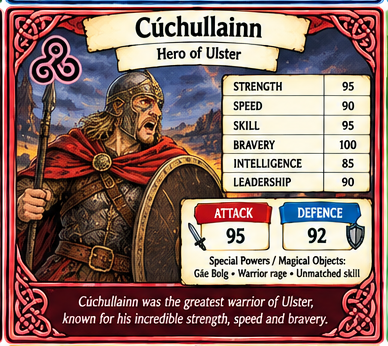 Cúchullainn
Hero of Ulster
STRENGTH 95
SPEED 90
SKILL 95
BRAVERY 100
INTELLIGENCE 85
LEADERSHIP 90
ATTACK DEFENCE
95 92
Special Powers / Magical Objects:
Gáe Bolg • Warrior rage • Unmatched skill
Cúchullainn was the greatest warrior of Ulster,
known for his incredible strength, speed and bravery.